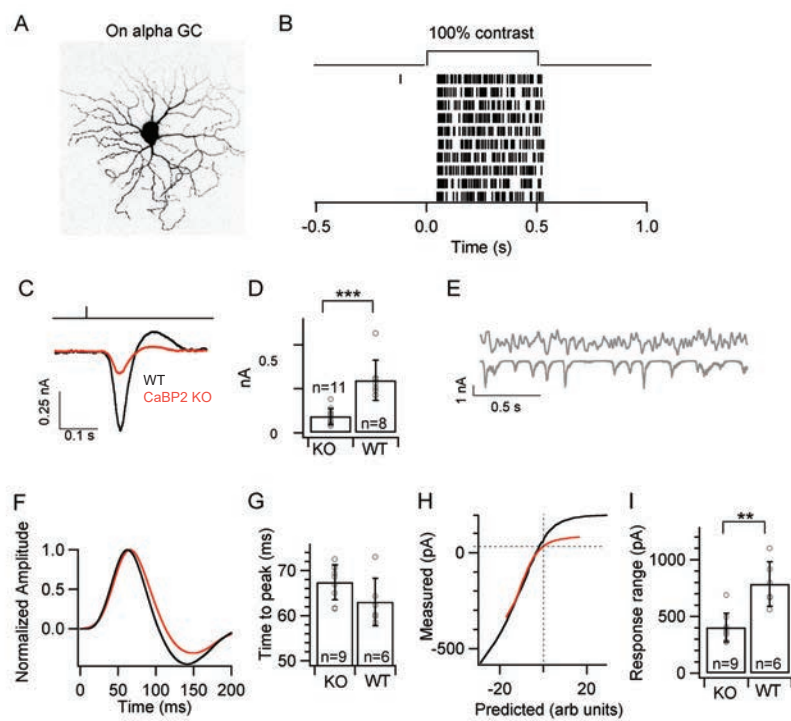 A
On alpha GC
B
100% contrast
-0.5
0.0
0.5
1.0
Time (s)
C
0.25 nA
0.1 s
WT
CaBP2 KO
D
***
nA
0.5
0
n=11
n=8
KO
WT
E
1 nA
0.5 s
F
Normalized Amplitude
1.0
0.5
0.0
0
50
100
150
200
Time (ms)
G
Time to peak (ms)
70
60
50
n=9
n=6
KO
WT
H
Measured (pA)
0
-500
-20
0
20
Predicted (arb units)
I
**
Response range (pA)
1000
500
0
n=9
n=6
KO
WT